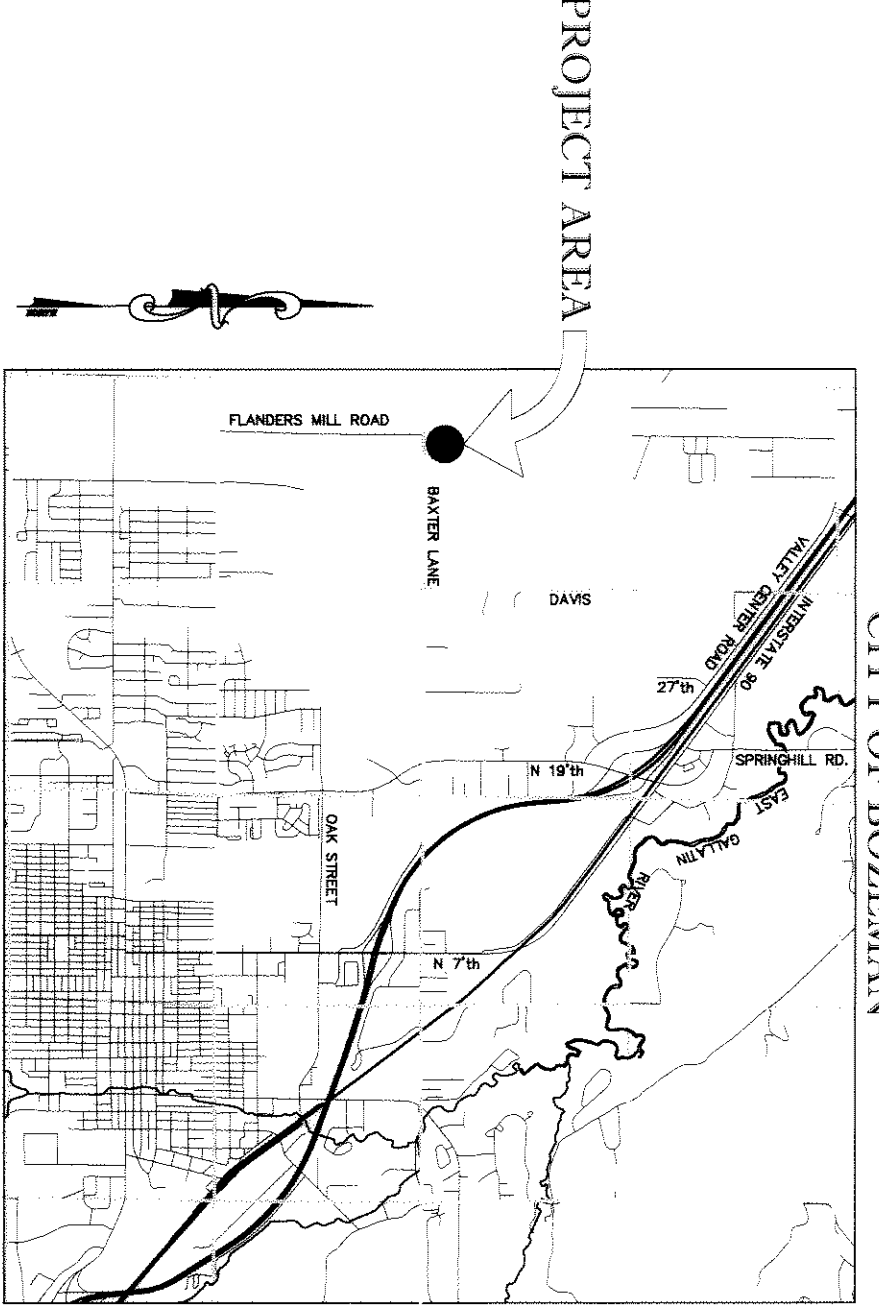 CITY OF BOZEMAN
PROJECT AREA
FLANDERS MILL ROAD
BAXTER LANE
DAVIS
VALLEY CENTER ROAD
INTERSTATE 90
27'th
SPRINGHILL RD.
N 19'th
EAST
GALLATIN
RIVER
OAK STREET
N 7'th
NORTH